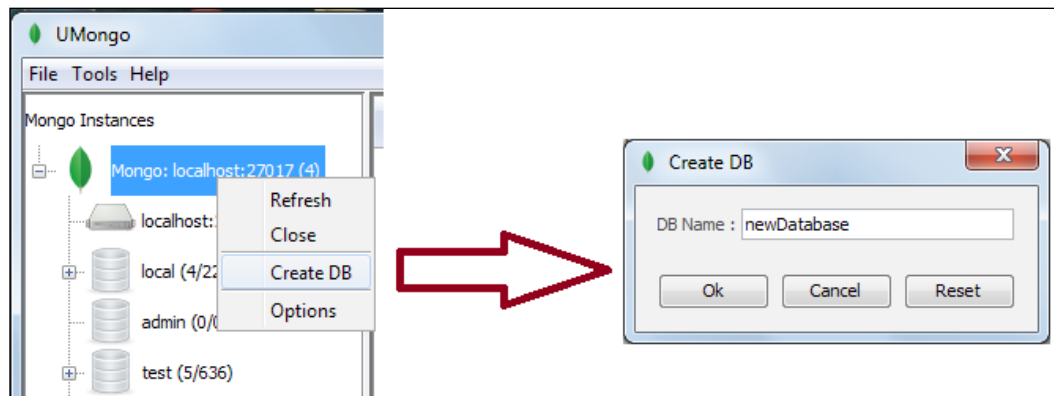 UMongo
File Tools Help
Mongo Instances
Mongo: localhost:27017 (4)
localhost:
local (4/22
admin (0/
test (5/636)
Refresh
Close
Create DB
Options
Create DB
DB Name : newDatabase
Ok Cancel Reset